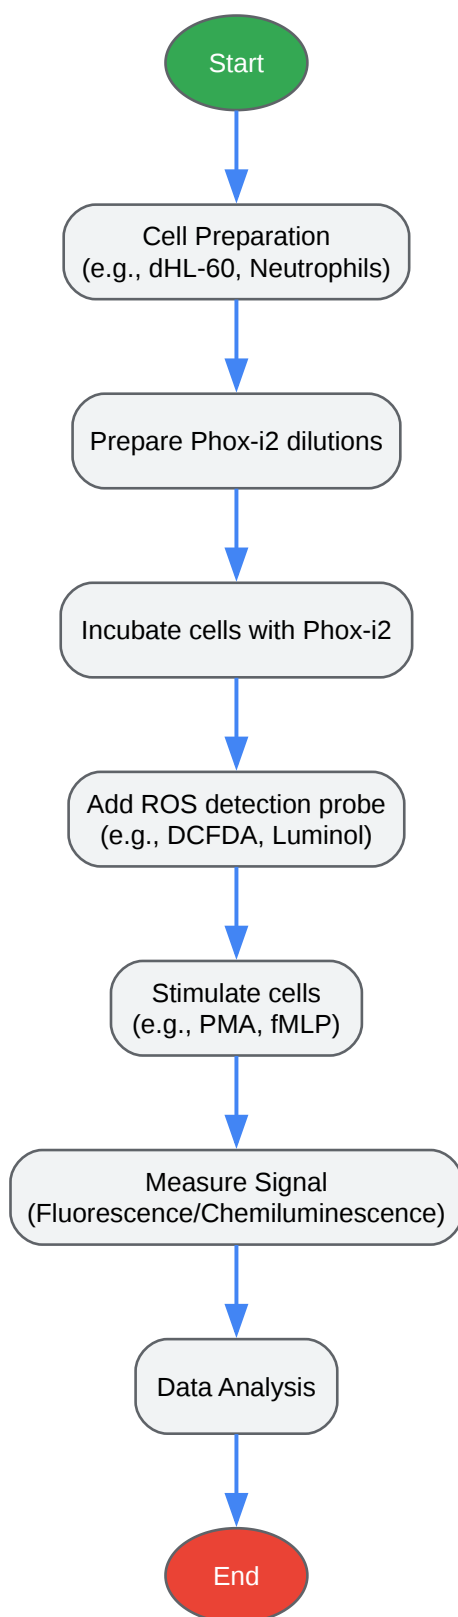 Start
Cell Preparation
(e.g., dHL-60, Neutrophils)
Prepare Phox-i2 dilutions
Incubate cells with Phox-i2
Add ROS detection probe
(e.g., DCFDA, Luminol)
Stimulate cells
(e.g., PMA, fMLP)
Measure Signal
(Fluorescence/Chemiluminescence)
Data Analysis
End